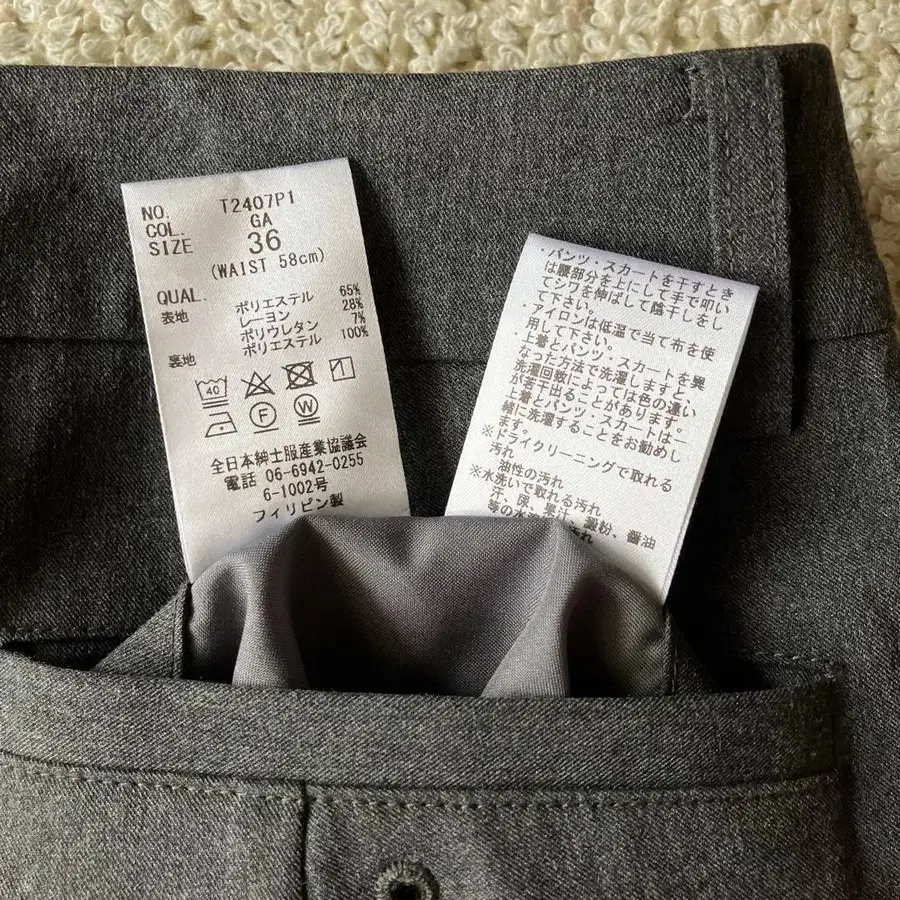 NO. T2407P1
COL. GA
SIZE 36
(WAIST 58cm)
QUAL.
表地 ポリエステル 65%
レーヨン 28%
ポリウレタン 7%
裏地 ポリエステル 100%
40
F W
全日本紳士服産業協議会
電話 06-6942-0255
6-1002号
フィリピン製
・パンツ・スカートを干すとき
は腰部分を上にして手で叩い
てシワを伸ばして陰干しをし
て下さい。
・アイロンは低温で当て布を使
用して下さい。
・上着とパンツ・スカートを異
なった方法で洗濯しますと、
洗濯回数によっては色の違い
が若干出ることがあります。
上着とパンツ・スカートは一
緒に洗濯することをお勧めし
ます。
※ドライクリーニングで取れる
汚れ
油性の汚れ
※水洗いで取れる汚れ
汗、尿、果汁、澱粉、醤油
等の水